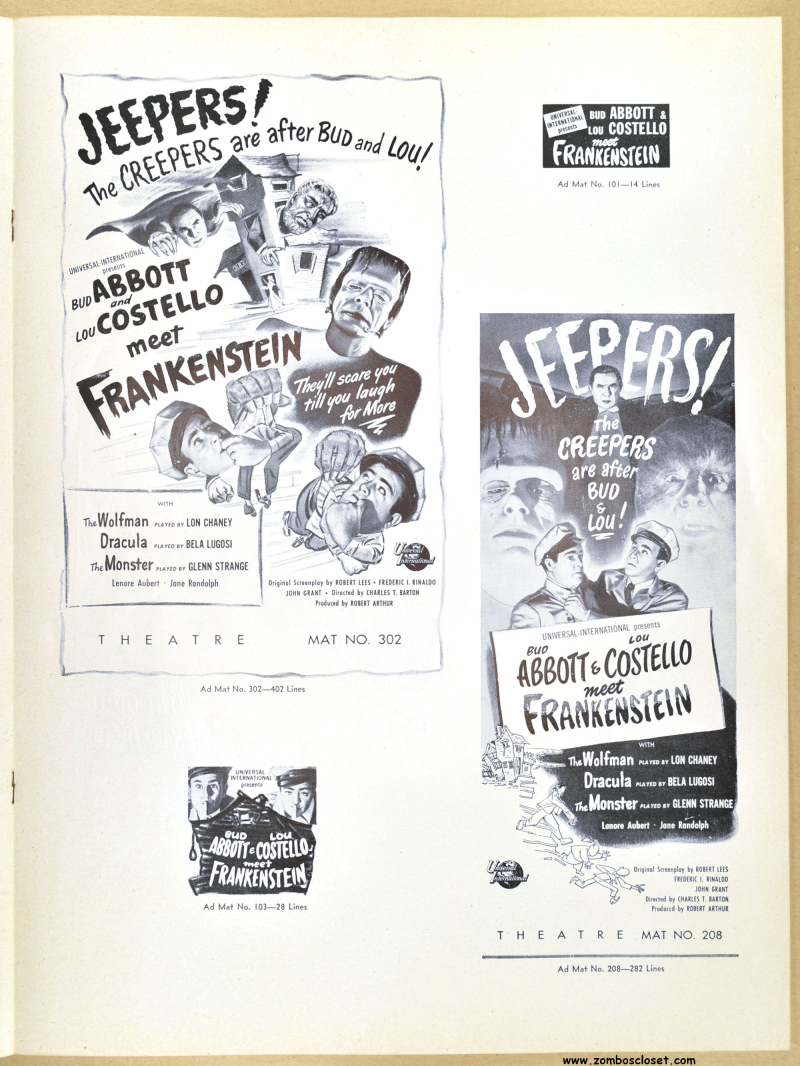 JEEPERS!
The CREEPERS are after BUD and LOU!
UNIVERSAL-INTERNATIONAL
presents
BUD ABBOTT
and
LOU COSTELLO
meet
FRANKENSTEIN
They'll scare you
till you laugh
for More
WITH
The Wolfman PLAYED BY LON CHANEY
Dracula PLAYED BY BELA LUGOSI
The Monster PLAYED BY GLENN STRANGE
Lenore Aubert · Jane Randolph
Universal
International
Original Screenplay by ROBERT LEES • FREDERIC I. RINALDO
JOHN GRANT • Directed by CHARLES T. BARTON
Produced by ROBERT ARTHUR
THEATRE MAT NO. 302
Ad Mat No. 302—402 Lines
UNIVERSAL
INTERNATIONAL
presents
BUD LOU
ABBOTT & COSTELLO
meet
FRANKENSTEIN
Ad Mat No. 103—28 Lines
UNIVERSAL-
INTERNATIONAL
presents
BUD ABBOTT &
LOU COSTELLO
meet
FRANKENSTEIN
Ad Mat No. 101—14 Lines
JEEPERS!
The
CREEPERS
are after
BUD
&
LOU!
UNIVERSAL-INTERNATIONAL presents
BUD LOU
ABBOTT & COSTELLO
meet
FRANKENSTEIN
WITH
The Wolfman PLAYED BY LON CHANEY
Dracula PLAYED BY BELA LUGOSI
The Monster PLAYED BY GLENN STRANGE
Lenore Aubert · Jane Randolph
Universal
International
Original Screenplay by ROBERT LEES
FREDERIC I. RINALDO
JOHN GRANT
Directed by CHARLES T. BARTON
Produced by ROBERT ARTHUR
THEATRE MAT NO. 208
Ad Mat No. 208—282 Lines
www.zomboscloset.com